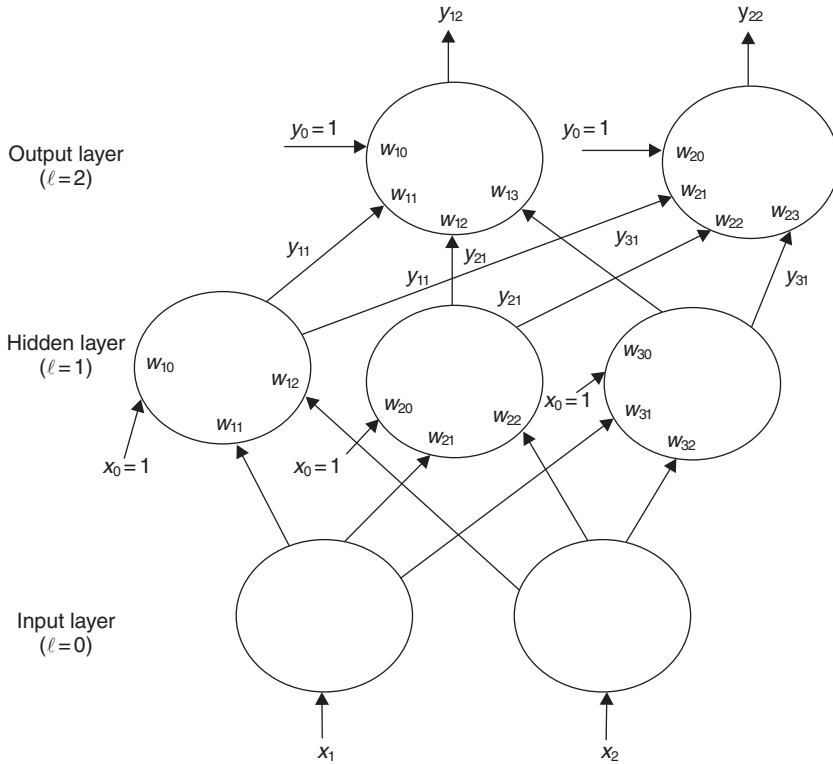 y₁₂ y₂₂
y₀ = 1 w₁₀ y₀ = 1 w₂₀
Output layer
(ℓ = 2)
w₁₁ w₁₂ w₁₃ w₂₁ w₂₂ w₂₃
y₁₁ y₁₁ y₂₁ y₂₁ y₃₁ y₃₁
Hidden layer
(ℓ = 1)
w₁₀ w₁₁ w₁₂ w₂₀ w₂₁ w₂₂ w₃₀ w₃₁ w₃₂
x₀ = 1 x₀ = 1 x₀ = 1
Input layer
(ℓ = 0)
x₁ x₂